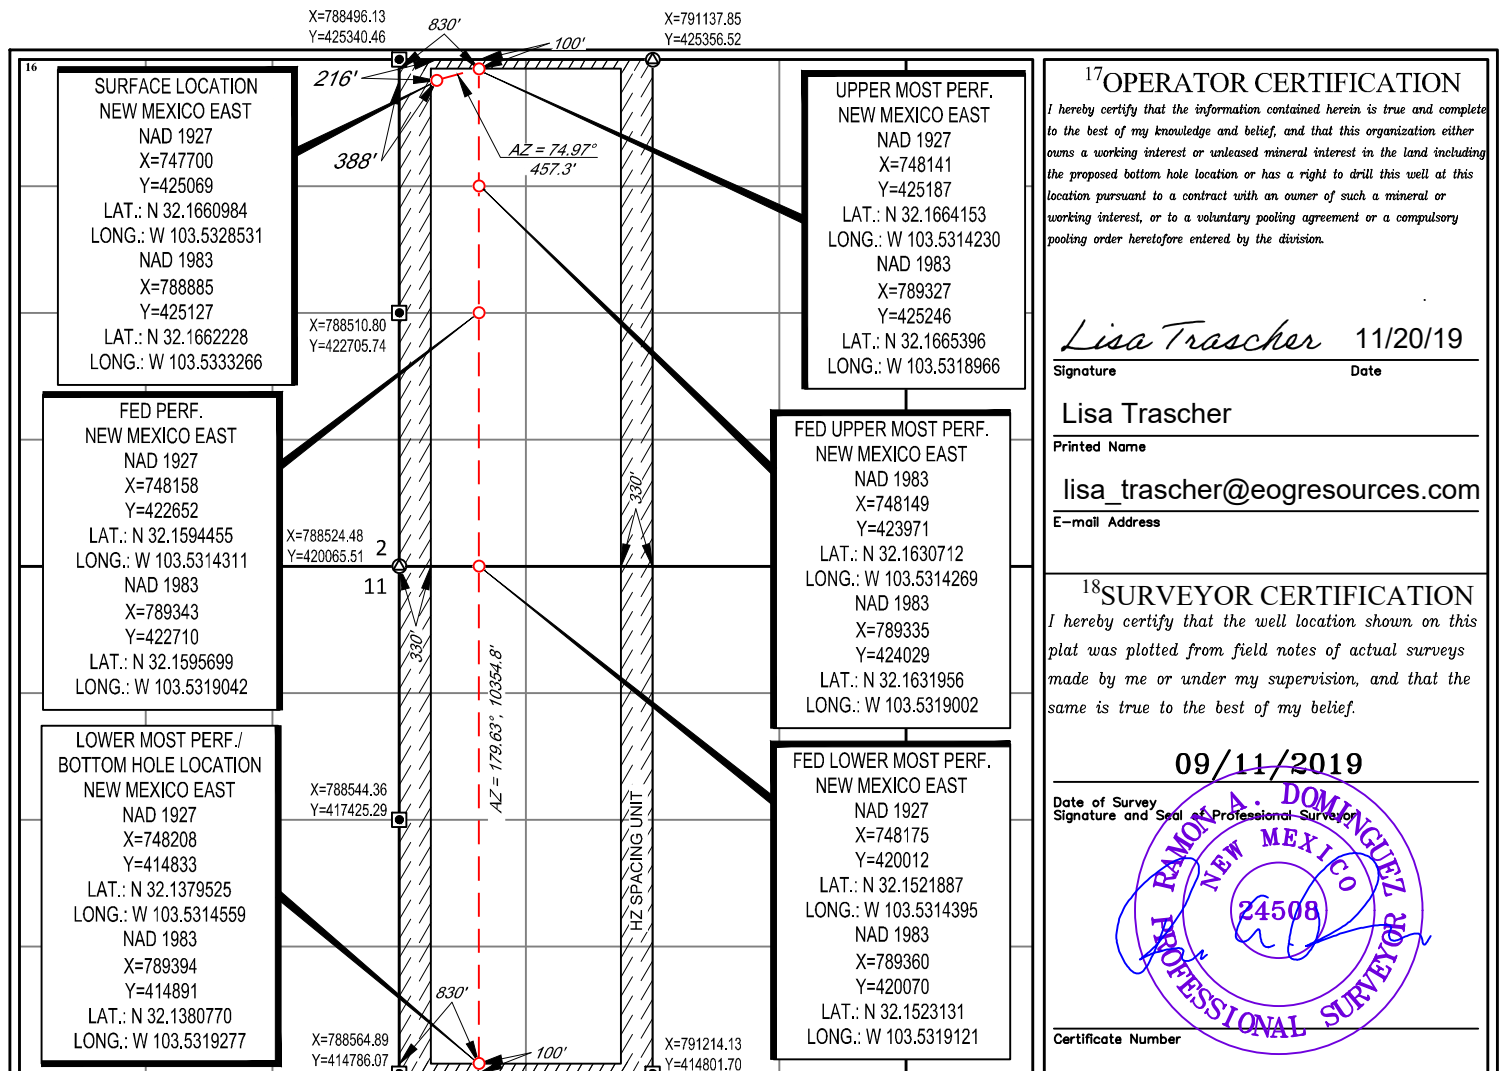 X=788496.13
Y=425340.46
830'
100'
X=791137.85
Y=425356.52
16
216'
388'
AZ = 74.97°
457.3'
SURFACE LOCATION
NEW MEXICO EAST
NAD 1927
X=747700
Y=425069
LAT.: N 32.1660984
LONG.: W 103.5328531
NAD 1983
X=788885
Y=425127
LAT.: N 32.1662228
LONG.: W 103.5333266
UPPER MOST PERF.
NEW MEXICO EAST
NAD 1927
X=748141
Y=425187
LAT.: N 32.1664153
LONG.: W 103.5314230
NAD 1983
X=789327
Y=425246
LAT.: N 32.1665396
LONG.: W 103.5318966
X=788510.80
Y=422705.74
FED PERF.
NEW MEXICO EAST
NAD 1927
X=748158
Y=422652
LAT.: N 32.1594455
LONG.: W 103.5314311
NAD 1983
X=789343
Y=422710
LAT.: N 32.1595699
LONG.: W 103.5319042
FED UPPER MOST PERF.
NEW MEXICO EAST
NAD 1983
X=748149
Y=423971
LAT.: N 32.1630712
LONG.: W 103.5314269
NAD 1983
X=789335
Y=424029
LAT.: N 32.1631956
LONG.: W 103.5319002
330'
X=788524.48
Y=420065.51
2
11
330'
AZ = 179.63°, 10354.8'
LOWER MOST PERF./
BOTTOM HOLE LOCATION
NEW MEXICO EAST
NAD 1927
X=748208
Y=414833
LAT.: N 32.1379525
LONG.: W 103.5314559
NAD 1983
X=789394
Y=414891
LAT.: N 32.1380770
LONG.: W 103.5319277
X=788544.36
Y=417425.29
HZ SPACING UNIT
FED LOWER MOST PERF.
NEW MEXICO EAST
NAD 1927
X=748175
Y=420012
LAT.: N 32.1521887
LONG.: W 103.5314395
NAD 1983
X=789360
Y=420070
LAT.: N 32.1523131
LONG.: W 103.5319121
830'
100'
X=788564.89
Y=414786.07
X=791214.13
Y=414801.70
17OPERATOR CERTIFICATION
I hereby certify that the information contained herein is true and complete
to the best of my knowledge and belief, and that this organization either
owns a working interest or unleased mineral interest in the land including
the proposed bottom hole location or has a right to drill this well at this
location pursuant to a contract with an owner of such a mineral or
working interest, or to a voluntary pooling agreement or a compulsory
pooling order heretofore entered by the division.
Lisa Trascher 11/20/19
Signature Date
Lisa Trascher
Printed Name
lisa_trascher@eogresources.com
E-mail Address
18SURVEYOR CERTIFICATION
I hereby certify that the well location shown on this
plat was plotted from field notes of actual surveys
made by me or under my supervision, and that the
same is true to the best of my belief.
09/11/2019
Date of Survey
Signature and Seal of Professional Surveyor
RAMON A. DOMINGUEZ
NEW MEXICO
24508
PROFESSIONAL SURVEYOR
Certificate Number